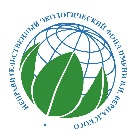 НЕПРАВИТЕЛЬСТВЕННЫЙ ЭКОЛОГИЧЕСКИЙ ФОНД ИМЕНИ В.И. ВЕРНАДСКОГО